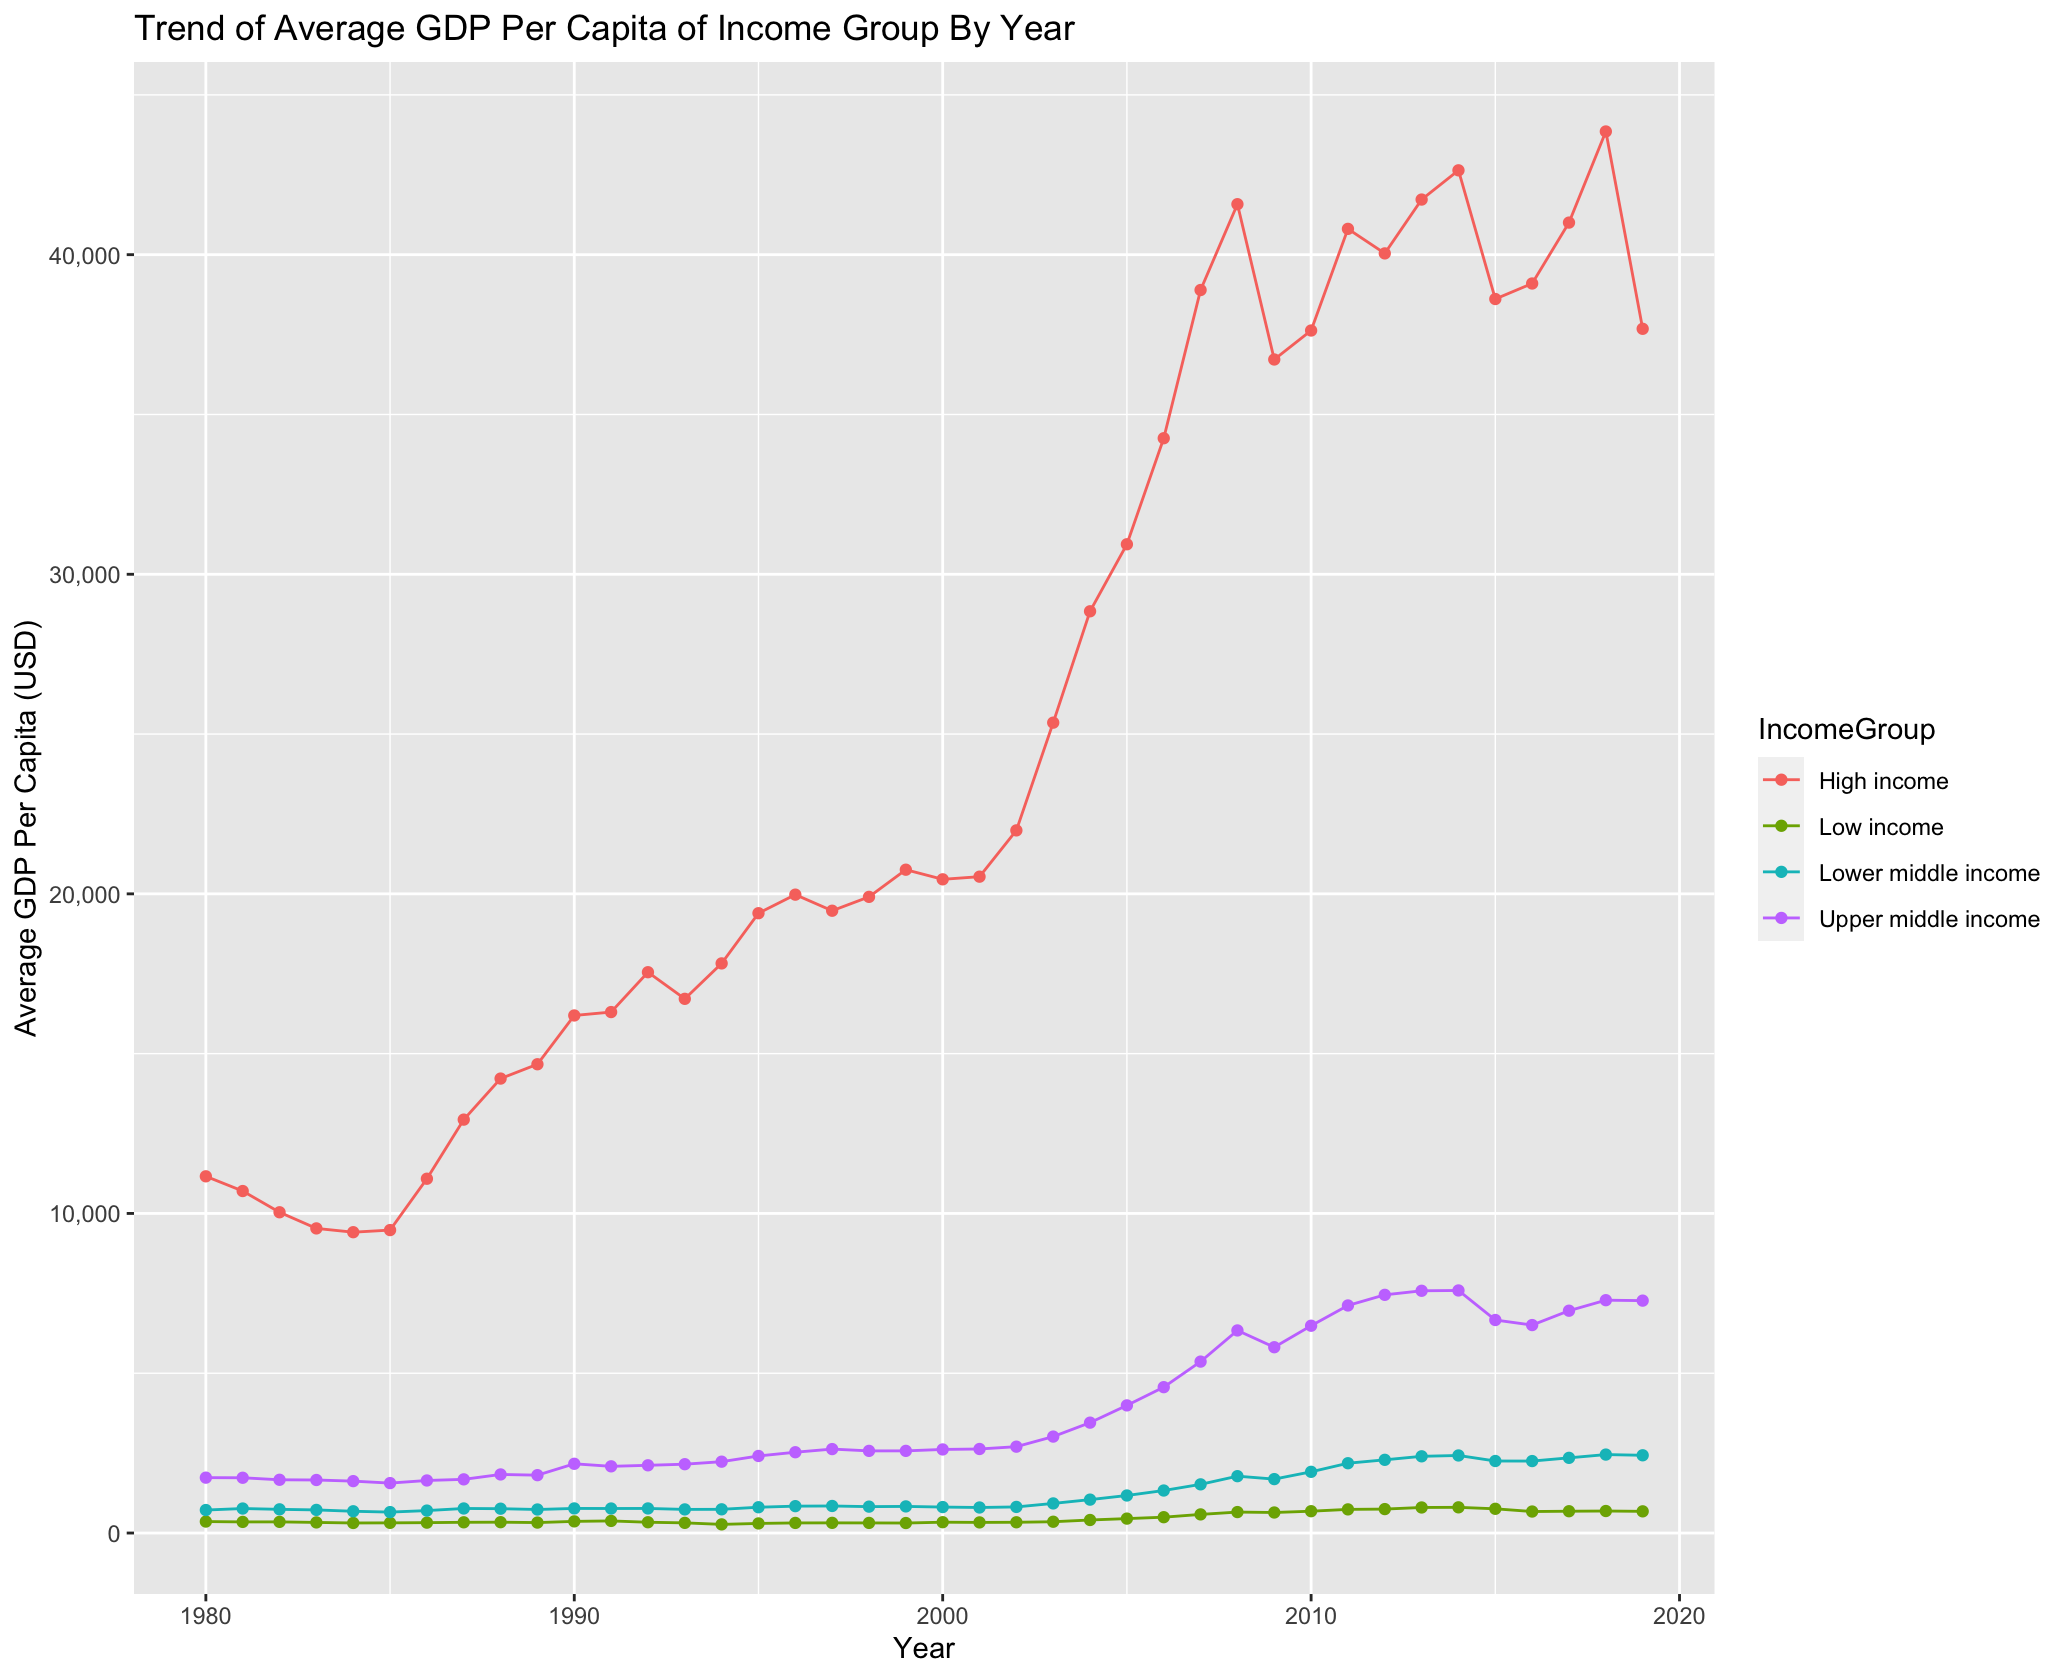 Trend of Average GDP Per Capita of Income Group By Year
Average GDP Per Capita (USD)
40,000
30,000
20,000
10,000
0
1980
1990
2000
2010
2020
Year
IncomeGroup
High income
Low income
Lower middle income
Upper middle income